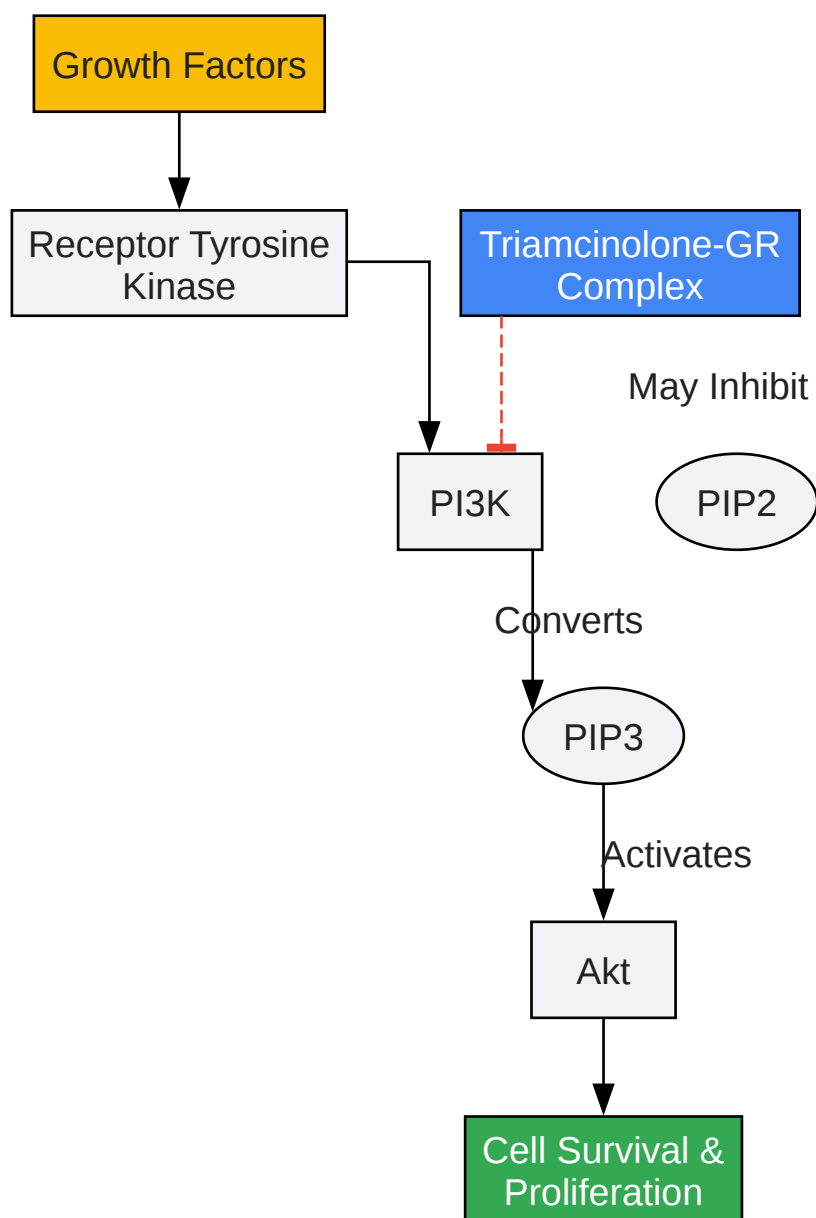 Growth Factors
Receptor Tyrosine
Kinase
Triamcinolone-GR
Complex
May Inhibit
PI3K
PIP2
Converts
PIP3
Activates
Akt
Cell Survival &
Proliferation